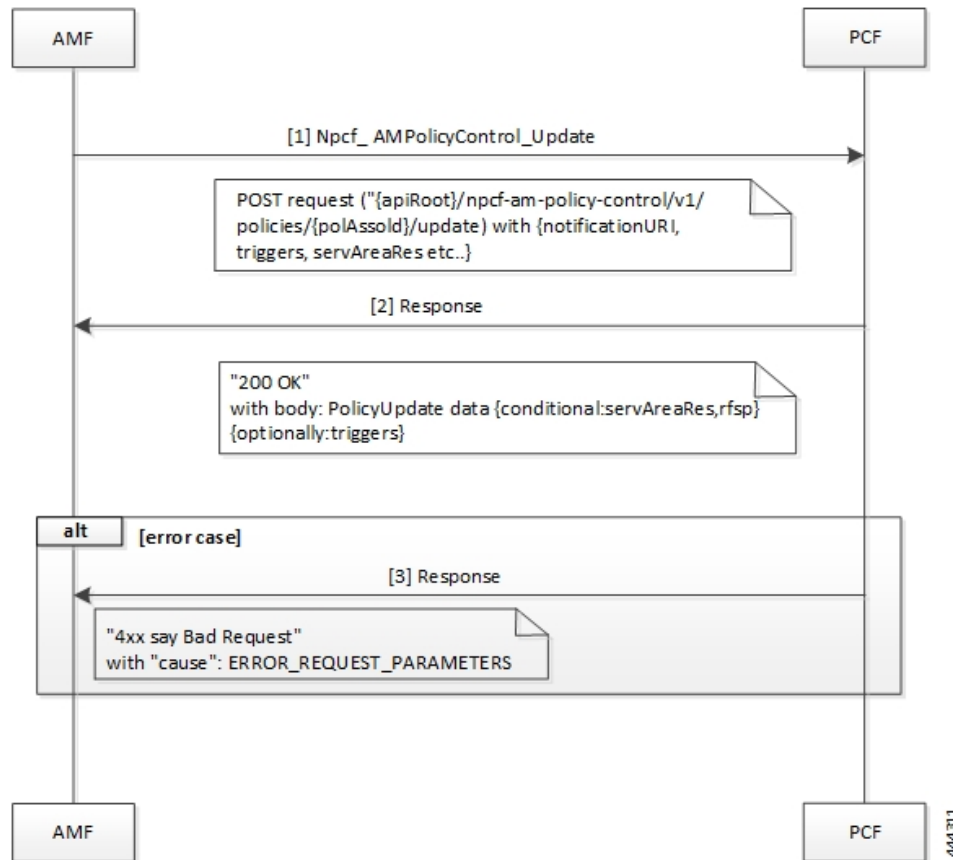 AMF
PCF
[1] Npcf_ AMPolicyControl_Update
POST request ("{apiRoot}/npcf-am-policy-control/v1/
policies/{polAssoId}/update) with {notificationURI,
triggers, servAreaRes etc..}
[2] Response
"200 OK"
with body: PolicyUpdate data {conditional:servAreaRes,rfsp}
{optionally:triggers}
alt
[error case]
[3] Response
"4xx say Bad Request"
with "cause": ERROR_REQUEST_PARAMETERS
AMF
PCF
444311